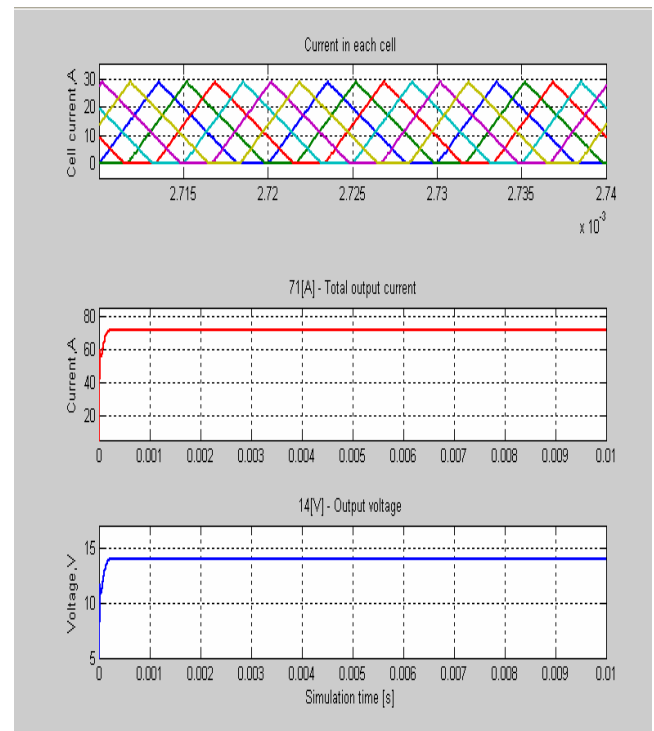 Current in each cell
Cell current,A
30
20
10
0
2.715 2.72 2.725 2.73 2.735 2.74
x 10-3
71[A] - Total output current
Current,A
80
60
40
20
0 0.001 0.002 0.003 0.004 0.005 0.006 0.007 0.008 0.009 0.01
14[V] - Output voltage
Voltage,V
15
10
5
0 0.001 0.002 0.003 0.004 0.005 0.006 0.007 0.008 0.009 0.01
Simulation time [s]